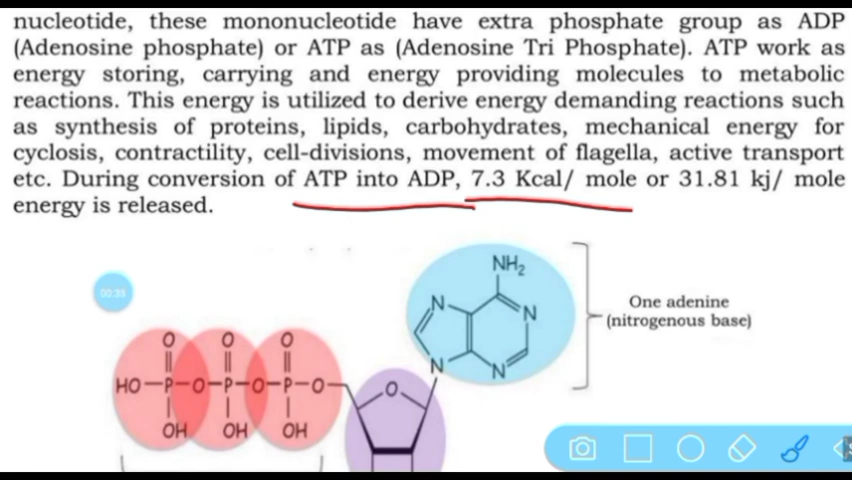 nucleotide, these mononucleotide have extra phosphate group as ADP
(Adenosine phosphate) or ATP as (Adenosine Tri Phosphate). ATP work as
energy storing, carrying and energy providing molecules to metabolic
reactions. This energy is utilized to derive energy demanding reactions such
as synthesis of proteins, lipids, carbohydrates, mechanical energy for
cyclosis, contractility, cell-divisions, movement of flagella, active transport
etc. During conversion of ATP into ADP, 7.3 Kcal/ mole or 31.81 kj/ mole
energy is released.
NH2
N
N
One adenine
(nitrogenous base)
00:35
O O O
N N
HO-P-O-P-O-P-O
O
OH OH OH